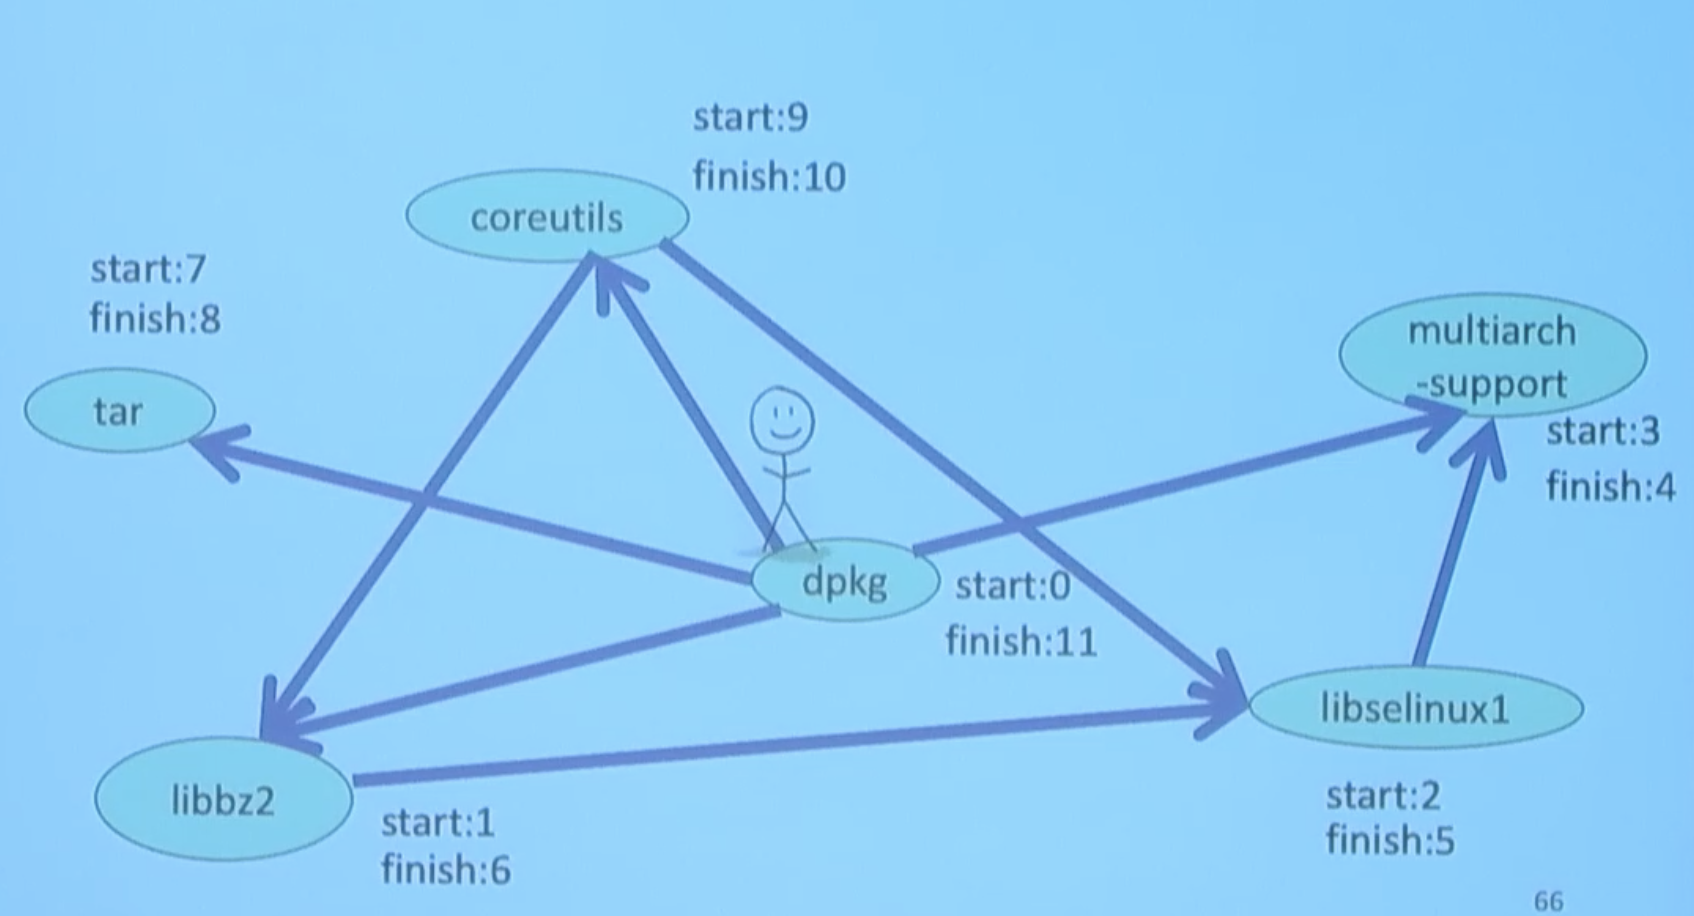 start:9
finish:10
coreutils
start:7
finish:8
tar
multiarch
-support
start:3
finish:4
dpkg
start:0
finish:11
libselinux1
start:2
finish:5
libbz2
start:1
finish:6
66